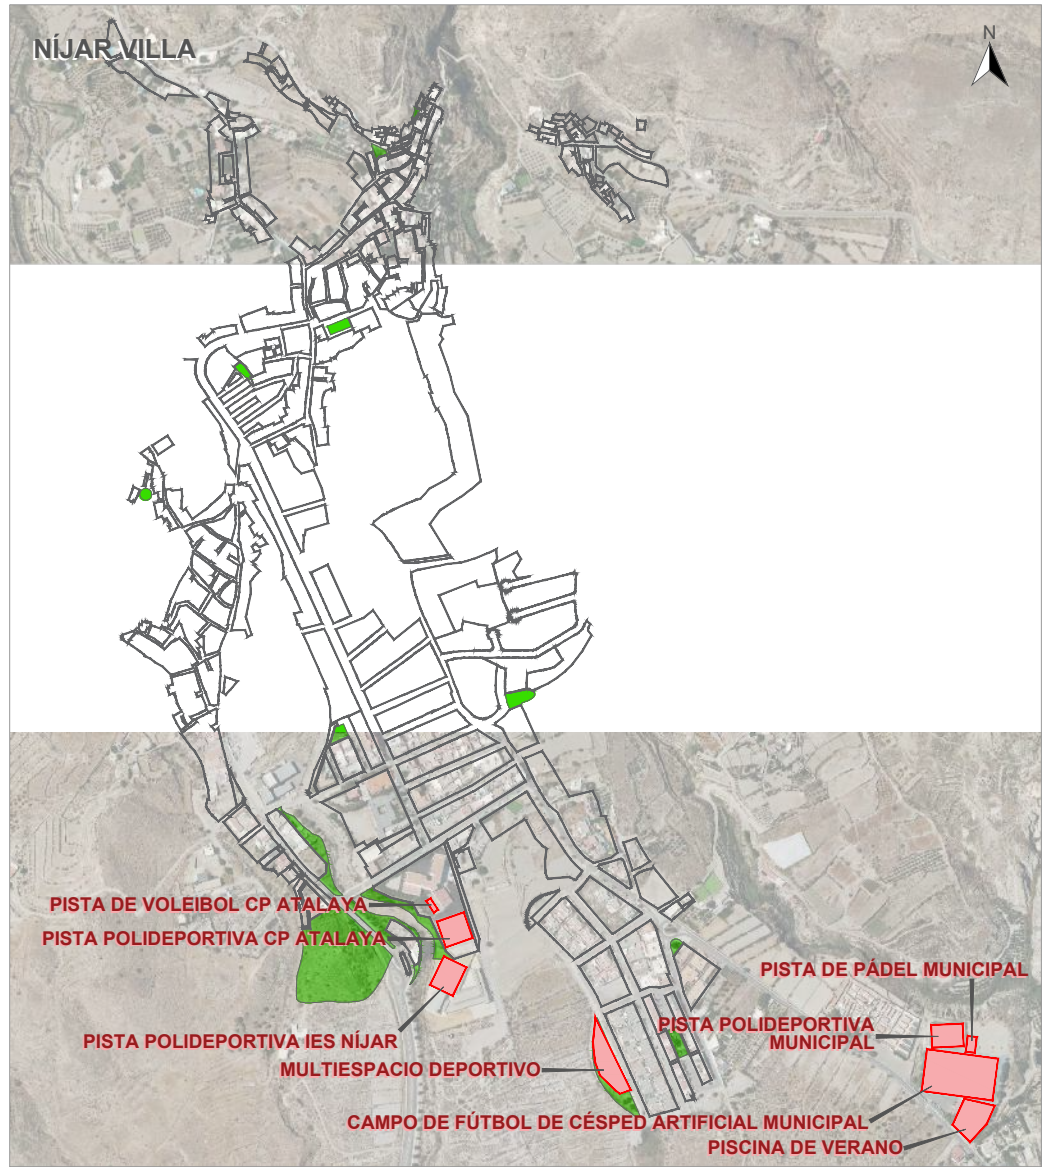 NÍJAR VILLA
N
PISTA DE VOLEIBOL CP ATALAYA
PISTA POLIDEPORTIVA CP ATALAYA
PISTA DE PÁDEL MUNICIPAL
PISTA POLIDEPORTIVA
MUNICIPAL
PISTA POLIDEPORTIVA IES NÍJAR
MULTIESPACIO DEPORTIVO
CAMPO DE FÚTBOL DE CÉSPED ARTIFICIAL MUNICIPAL
PISCINA DE VERANO